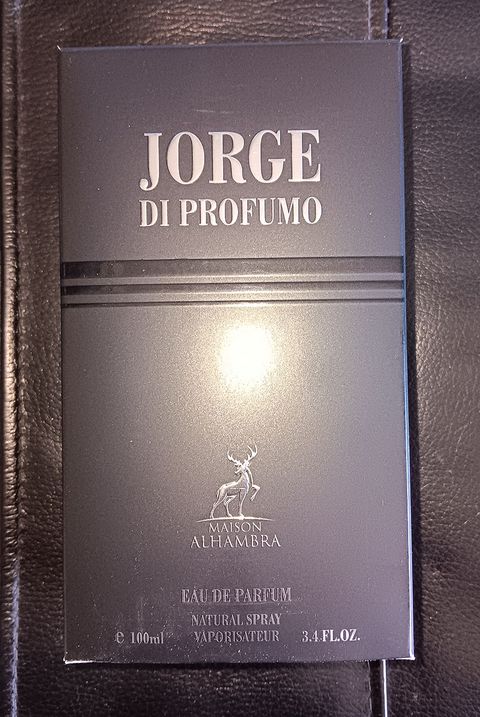 JORGE
DI PROFUMO
MAISON
ALHAMBRA
EAU DE PARFUM
NATURAL SPRAY
℮ 100ml VAPORISATEUR 3.4 FL.OZ.